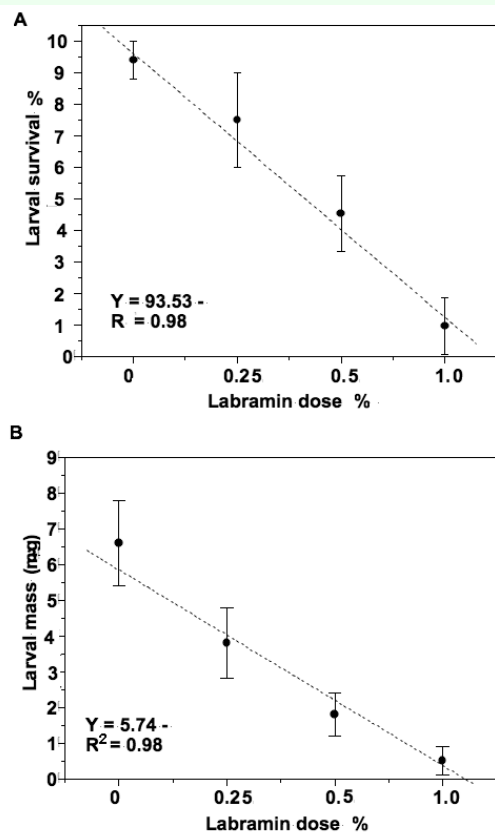 A
10
9
8
7
6
5
4
3
2
1
0
Larval survival %
Y = 93.53 -
R = 0.98
0 0.25 0.5 1.0
Labramin dose %
B
9
8
7
6
5
4
3
2
1
0
Larval mass (mg)
Y = 5.74 -
R2 = 0.98
0 0.25 0.5 1.0
Labramin dose %